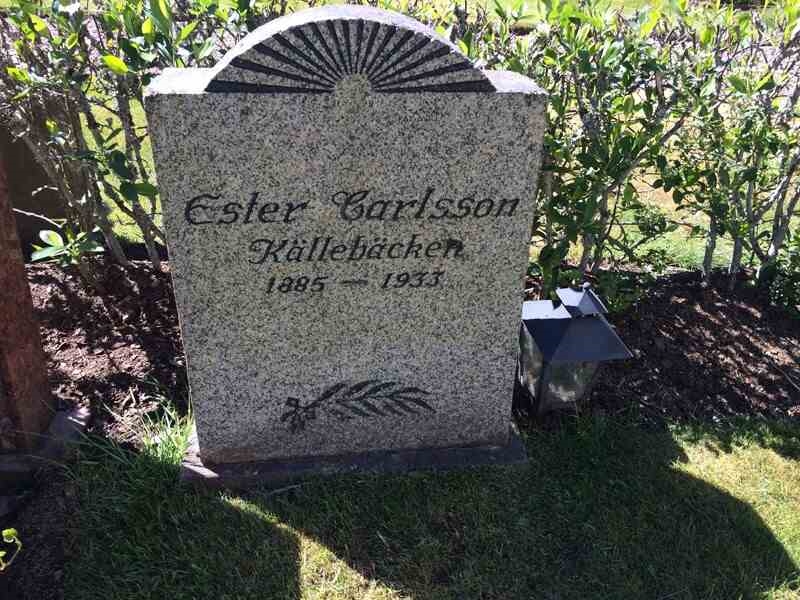 Ester Carlsson
Källebäcken
1885 — 1933